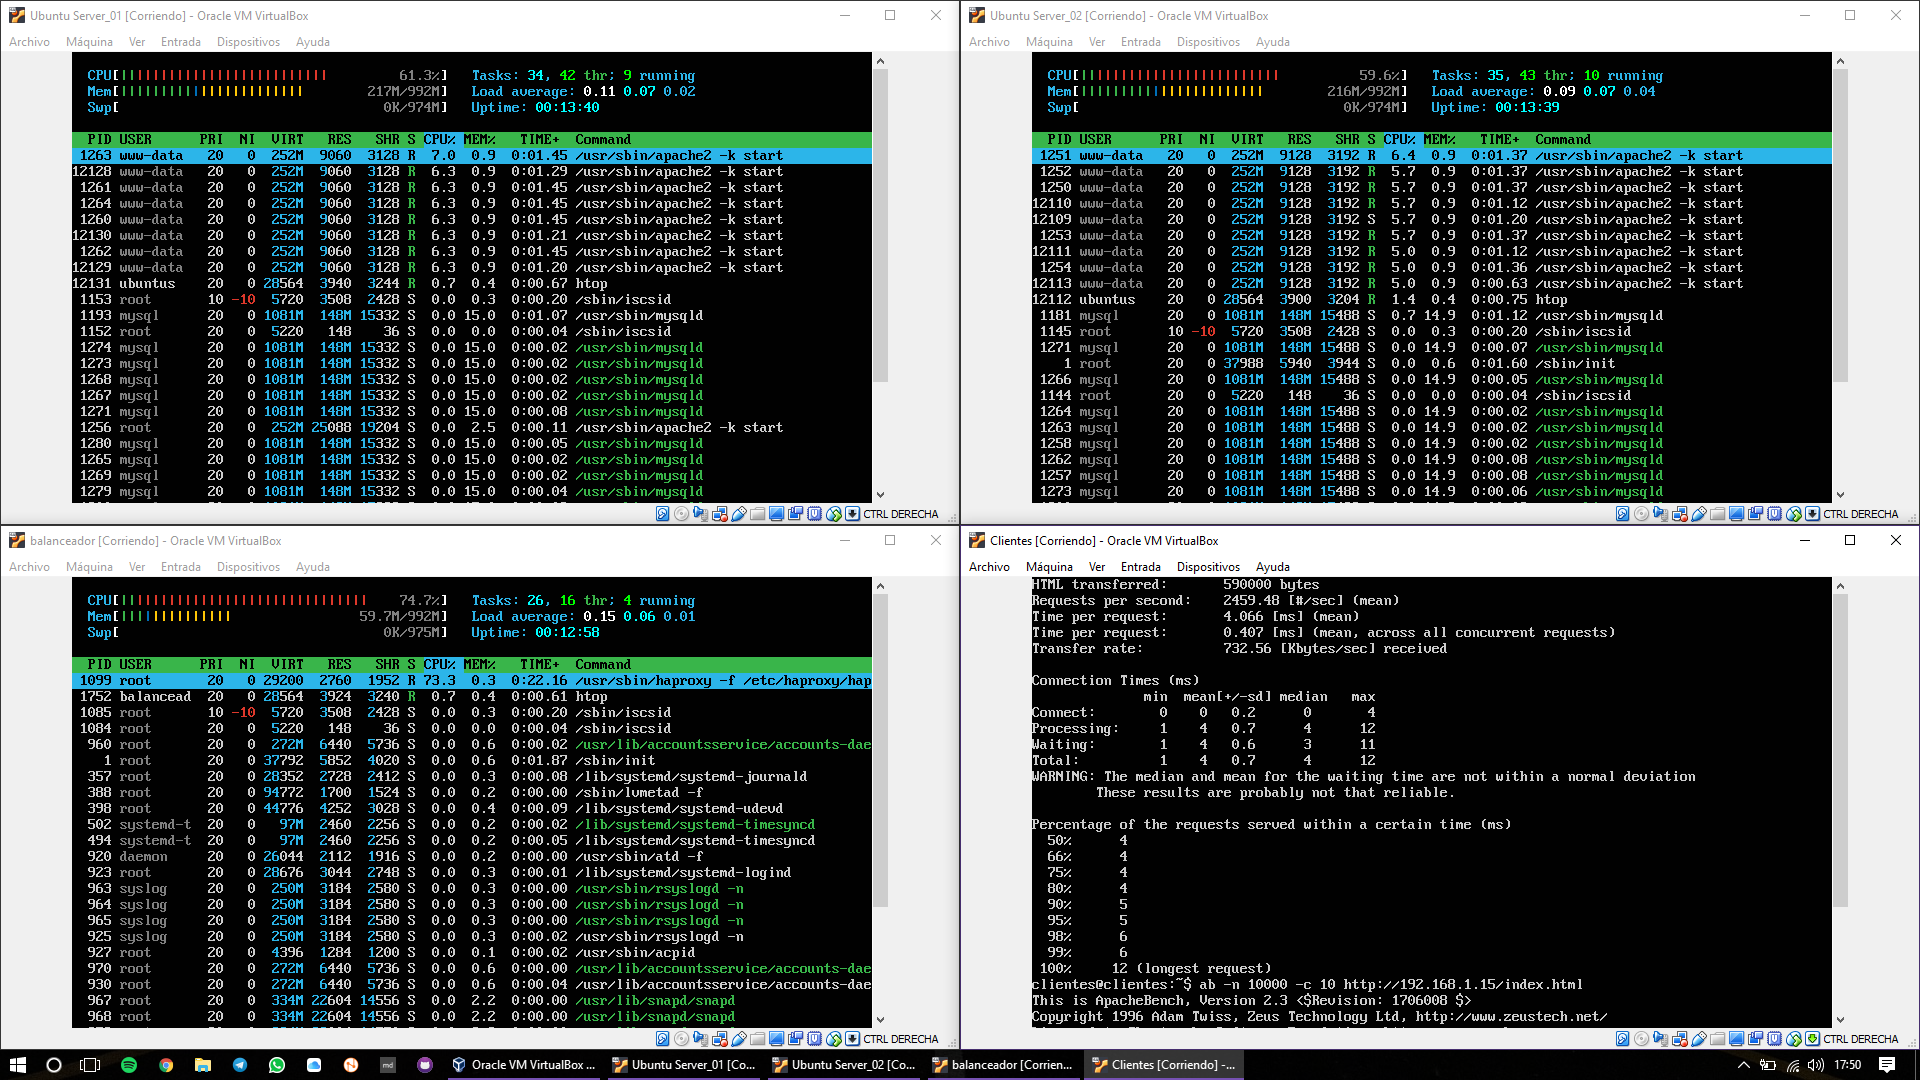 Ubuntu Server_01 [Corriendo] - Oracle VM VirtualBox
Archivo Máquina Ver Entrada Dispositivos Ayuda
CPU[ 61.3%] Tasks: 34, 42 thr; 9 running
Mem[ 217M/992M] Load average: 0.11 0.07 0.02
Swp[ 0K/974M] Uptime: 00:13:40
PID USER PRI NI VIRT RES SHR S CPU% MEM% TIME+ Command
1263 www-data 20 0 252M 9060 3128 R 7.0 0.9 0:01.45 /usr/sbin/apache2 -k start
12128 www-data 20 0 252M 9060 3128 R 6.3 0.9 0:01.29 /usr/sbin/apache2 -k start
1261 www-data 20 0 252M 9060 3128 R 6.3 0.9 0:01.45 /usr/sbin/apache2 -k start
1264 www-data 20 0 252M 9060 3128 R 6.3 0.9 0:01.45 /usr/sbin/apache2 -k start
1260 www-data 20 0 252M 9060 3128 R 6.3 0.9 0:01.45 /usr/sbin/apache2 -k start
12130 www-data 20 0 252M 9060 3128 R 6.3 0.9 0:01.21 /usr/sbin/apache2 -k start
1262 www-data 20 0 252M 9060 3128 R 6.3 0.9 0:01.45 /usr/sbin/apache2 -k start
12129 www-data 20 0 252M 9060 3128 R 6.3 0.9 0:01.20 /usr/sbin/apache2 -k start
12131 ubuntus 20 0 28564 3940 3244 R 0.7 0.4 0:00.67 htop
1153 root 10 -10 5720 3508 2428 S 0.0 0.3 0:00.20 /sbin/iscsid
1193 mysql 20 0 1081M 148M 15332 S 0.0 15.0 0:01.07 /usr/sbin/mysqld
1152 root 20 0 5220 148 36 S 0.0 0.0 0:00.04 /sbin/iscsid
1274 mysql 20 0 1081M 148M 15332 S 0.0 15.0 0:00.02 /usr/sbin/mysqld
1273 mysql 20 0 1081M 148M 15332 S 0.0 15.0 0:00.02 /usr/sbin/mysqld
1268 mysql 20 0 1081M 148M 15332 S 0.0 15.0 0:00.02 /usr/sbin/mysqld
1267 mysql 20 0 1081M 148M 15332 S 0.0 15.0 0:00.02 /usr/sbin/mysqld
1271 mysql 20 0 1081M 148M 15332 S 0.0 15.0 0:00.08 /usr/sbin/mysqld
1256 root 20 0 252M 25088 19204 S 0.0 2.5 0:00.11 /usr/sbin/apache2 -k start
1280 mysql 20 0 1081M 148M 15332 S 0.0 15.0 0:00.05 /usr/sbin/mysqld
1265 mysql 20 0 1081M 148M 15332 S 0.0 15.0 0:00.02 /usr/sbin/mysqld
1269 mysql 20 0 1081M 148M 15332 S 0.0 15.0 0:00.02 /usr/sbin/mysqld
1279 mysql 20 0 1081M 148M 15332 S 0.0 15.0 0:00.04 /usr/sbin/mysqld
CTRL DERECHA
Ubuntu Server_02 [Corriendo] - Oracle VM VirtualBox
Archivo Máquina Ver Entrada Dispositivos Ayuda
CPU[ 59.6%] Tasks: 35, 43 thr; 10 running
Mem[ 216M/992M] Load average: 0.09 0.07 0.04
Swp[ 0K/974M] Uptime: 00:13:39
PID USER PRI NI VIRT RES SHR S CPU% MEM% TIME+ Command
1251 www-data 20 0 252M 9128 3192 R 6.4 0.9 0:01.37 /usr/sbin/apache2 -k start
1252 www-data 20 0 252M 9128 3192 R 5.7 0.9 0:01.37 /usr/sbin/apache2 -k start
1250 www-data 20 0 252M 9128 3192 R 5.7 0.9 0:01.37 /usr/sbin/apache2 -k start
12110 www-data 20 0 252M 9128 3192 R 5.7 0.9 0:01.12 /usr/sbin/apache2 -k start
12109 www-data 20 0 252M 9128 3192 S 5.7 0.9 0:01.20 /usr/sbin/apache2 -k start
1253 www-data 20 0 252M 9128 3192 R 5.7 0.9 0:01.37 /usr/sbin/apache2 -k start
12111 www-data 20 0 252M 9128 3192 R 5.0 0.9 0:01.12 /usr/sbin/apache2 -k start
1254 www-data 20 0 252M 9128 3192 R 5.0 0.9 0:01.36 /usr/sbin/apache2 -k start
12113 www-data 20 0 252M 9128 3192 R 5.0 0.9 0:00.63 /usr/sbin/apache2 -k start
12112 ubuntus 20 0 28564 3900 3204 R 1.4 0.4 0:00.75 htop
1181 mysql 20 0 1081M 148M 15488 S 0.7 14.9 0:01.12 /usr/sbin/mysqld
1145 root 10 -10 5720 3508 2428 S 0.0 0.3 0:00.20 /sbin/iscsid
1271 mysql 20 0 1081M 148M 15488 S 0.0 14.9 0:00.07 /usr/sbin/mysqld
1 root 20 0 37988 5940 3944 S 0.0 0.6 0:01.60 /sbin/init
1266 mysql 20 0 1081M 148M 15488 S 0.0 14.9 0:00.05 /usr/sbin/mysqld
1144 root 20 0 5220 148 36 S 0.0 0.0 0:00.04 /sbin/iscsid
1264 mysql 20 0 1081M 148M 15488 S 0.0 14.9 0:00.02 /usr/sbin/mysqld
1263 mysql 20 0 1081M 148M 15488 S 0.0 14.9 0:00.02 /usr/sbin/mysqld
1258 mysql 20 0 1081M 148M 15488 S 0.0 14.9 0:00.02 /usr/sbin/mysqld
1262 mysql 20 0 1081M 148M 15488 S 0.0 14.9 0:00.08 /usr/sbin/mysqld
1257 mysql 20 0 1081M 148M 15488 S 0.0 14.9 0:00.08 /usr/sbin/mysqld
1273 mysql 20 0 1081M 148M 15488 S 0.0 14.9 0:00.06 /usr/sbin/mysqld
CTRL DERECHA
balanceador [Corriendo] - Oracle VM VirtualBox
Archivo Máquina Ver Entrada Dispositivos Ayuda
CPU[ 74.7%] Tasks: 26, 16 thr; 4 running
Mem[ 59.7M/992M] Load average: 0.15 0.06 0.01
Swp[ 0K/975M] Uptime: 00:12:58
PID USER PRI NI VIRT RES SHR S CPU% MEM% TIME+ Command
1099 root 20 0 29200 2760 1952 R 73.3 0.3 0:22.16 /usr/sbin/haproxy -f /etc/haproxy/hap
1752 balancead 20 0 28564 3924 3240 R 0.7 0.4 0:00.61 htop
1085 root 10 -10 5720 3508 2428 S 0.0 0.3 0:00.20 /sbin/iscsid
1084 root 20 0 5220 148 36 S 0.0 0.0 0:00.04 /sbin/iscsid
960 root 20 0 272M 6440 5736 S 0.0 0.6 0:00.02 /usr/lib/accountsservice/accounts-dae
1 root 20 0 37792 5852 4020 S 0.0 0.6 0:01.87 /sbin/init
357 root 20 0 28352 2728 2412 S 0.0 0.3 0:00.08 /lib/systemd/systemd-journald
388 root 20 0 94772 1700 1524 S 0.0 0.2 0:00.00 /sbin/lvmetad -f
398 root 20 0 44776 4252 3028 S 0.0 0.4 0:00.09 /lib/systemd/systemd-udevd
502 systemd-t 20 0 97M 2460 2256 S 0.0 0.2 0:00.02 /lib/systemd/systemd-timesyncd
494 systemd-t 20 0 97M 2460 2256 S 0.0 0.2 0:00.05 /lib/systemd/systemd-timesyncd
920 daemon 20 0 26044 2112 1916 S 0.0 0.2 0:00.00 /usr/sbin/atd -f
923 root 20 0 28676 3044 2748 S 0.0 0.3 0:00.01 /lib/systemd/systemd-logind
963 syslog 20 0 250M 3184 2580 S 0.0 0.3 0:00.00 /usr/sbin/rsyslogd -n
964 syslog 20 0 250M 3184 2580 S 0.0 0.3 0:00.00 /usr/sbin/rsyslogd -n
965 syslog 20 0 250M 3184 2580 S 0.0 0.3 0:00.00 /usr/sbin/rsyslogd -n
925 syslog 20 0 250M 3184 2580 S 0.0 0.3 0:00.02 /usr/sbin/rsyslogd -n
927 root 20 0 4396 1284 1200 S 0.0 0.1 0:00.02 /usr/sbin/acpid
970 root 20 0 272M 6440 5736 S 0.0 0.6 0:00.00 /usr/lib/accountsservice/accounts-dae
930 root 20 0 272M 6440 5736 S 0.0 0.6 0:00.04 /usr/lib/accountsservice/accounts-dae
967 root 20 0 334M 22604 14556 S 0.0 2.2 0:00.00 /usr/lib/snapd/snapd
968 root 20 0 334M 22604 14556 S 0.0 2.2 0:00.00 /usr/lib/snapd/snapd
CTRL DERECHA
Clientes [Corriendo] - Oracle VM VirtualBox
Archivo Máquina Ver Entrada Dispositivos Ayuda
HTML transferred: 590000 bytes
Requests per second: 2459.48 [#/sec] (mean)
Time per request: 4.066 [ms] (mean)
Time per request: 0.407 [ms] (mean, across all concurrent requests)
Transfer rate: 732.56 [Kbytes/sec] received
Connection Times (ms)
min mean[+/-sd] median max
Connect: 0 0 0.2 0 4
Processing: 1 4 0.7 4 12
Waiting: 1 4 0.6 3 11
Total: 1 4 0.7 4 12
WARNING: The median and mean for the waiting time are not within a normal deviation
These results are probably not that reliable.
Percentage of the requests served within a certain time (ms)
50% 4
66% 4
75% 4
80% 4
90% 5
95% 5
98% 6
99% 6
100% 12 (longest request)
clientes@clientes:~$ ab -n 10000 -c 10 http://192.168.1.15/index.html
This is ApacheBench, Version 2.3 <$Revision: 1706008 $>
Copyright 1996 Adam Twiss, Zeus Technology Ltd, http://www.zeustech.net/
CTRL DERECHA
md
Oracle VM VirtualBox ...
Ubuntu Server_01 [Co...
Ubuntu Server_02 [Co...
balanceador [Corrien...
Clientes [Corriendo] -...
17:50